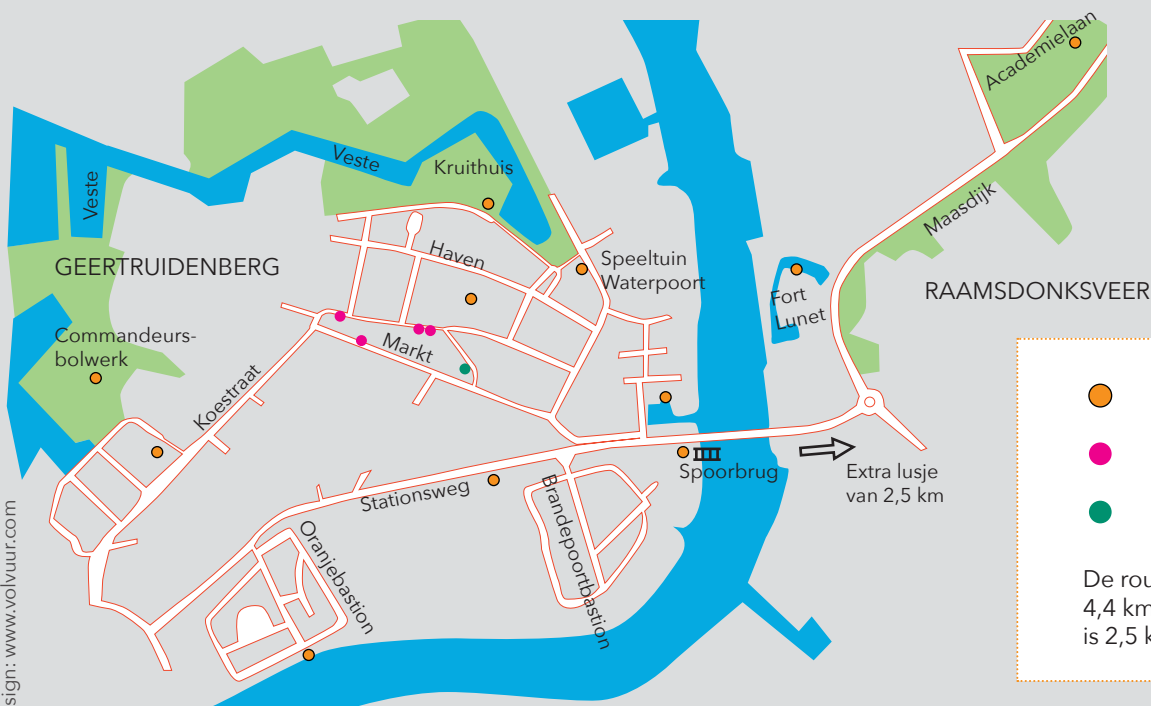 Academielaan
Veste
Kruithuis
Veste
Maasdijk
Haven
Speeltuin
Waterpoort
GEERTRUIDENBERG
Fort
Lunet
RAAMSDONKSVEER
Commandeurs-
bolwerk
Markt
Koestraat
Spoorbrug
Extra lusje
van 2,5 km
Stationsweg
Brandepoortbastion
Oranjebastion
De rou
4,4 km
is 2,5 k
sign: www.volvuur.com